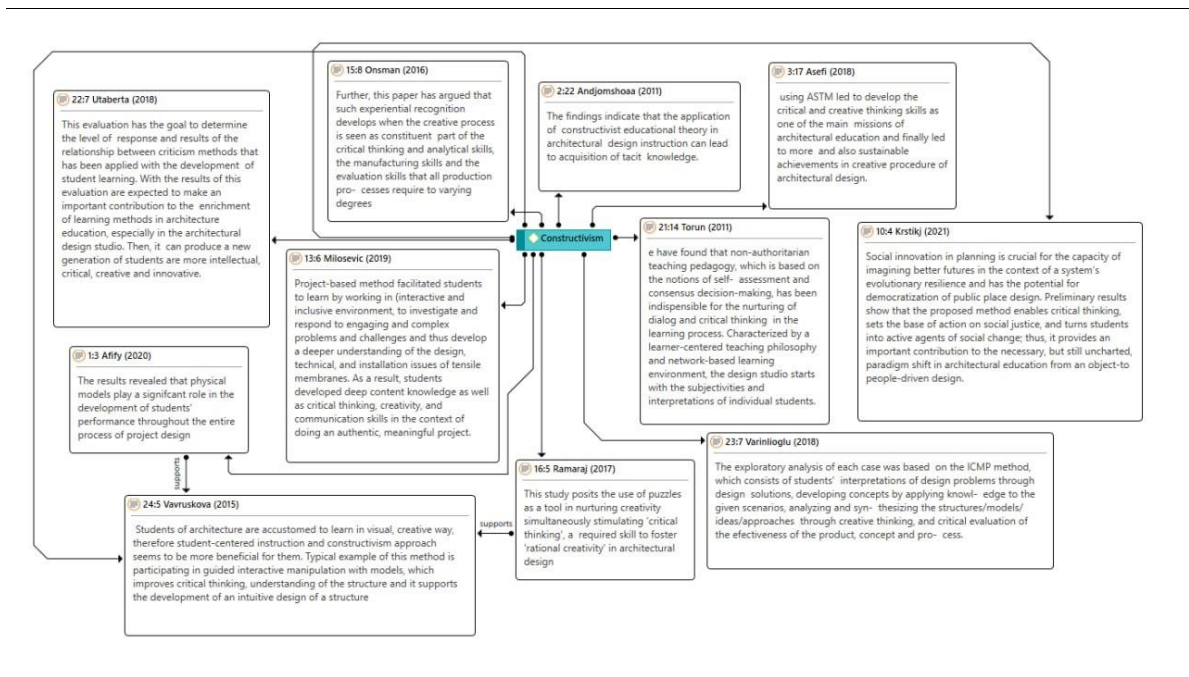 15:8 Onsman (2016)
Further, this paper has argued that
such experiential recognition
develops when the creative process
is seen as constituent part of the
critical thinking and analytical skills,
the manufacturing skills and the
evaluation skills that all production
pro- cesses require to varying
degrees
2:22 Andjomshoaa (2011)
The findings indicate that the application
of constructivist educational theory in
architectural design instruction can lead
to acquisition of tacit knowledge.
3:17 Asefi (2018)
using ASTM led to develop the
critical and creative thinking skills as
one of the main missions of
architectural education and finally led
to more and also sustainable
achievements in creative procedure of
architectural design.
22:7 Utaberta (2018)
This evaluation has the goal to determine
the level of response and results of the
relationship between criticism methods that
has been applied with the development of
student learning. With the results of this
evaluation are expected to make an
important contribution to the enrichment
of learning methods in architecture
education, especially in the architectural
design studio. Then, it can produce a new
generation of students are more intellectual,
critical, creative and innovative.
Constructivism
21:14 Torun (2011)
e have found that non-authoritarian
teaching pedagogy, which is based on
the notions of self- assessment and
consensus decision-making, has been
indispensible for the nurturing of
dialog and critical thinking in the
learning process. Characterized by a
learner-centered teaching philosophy
and network-based learning
environment, the design studio starts
with the subjectivities and
interpretations of individual students.
10:4 Krstikj (2021)
Social innovation in planning is crucial for the capacity of
imagining better futures in the context of a system's
evolutionary resilience and has the potential for
democratization of public place design. Preliminary results
show that the proposed method enables critical thinking,
sets the base of action on social justice, and turns students
into active agents of social change; thus, it provides an
important contribution to the necessary, but still uncharted,
paradigm shift in architectural education from an object-to
people-driven design.
13:6 Milosevic (2019)
Project-based method facilitated students
to learn by working in (interactive and
inclusive environment, to investigate and
respond to engaging and complex
problems and challenges and thus develop
a deeper understanding of the design,
technical, and installation issues of tensile
membranes. As a result, students
developed deep content knowledge as well
as critical thinking, creativity, and
communication skills in the context of
doing an authentic, meaningful project.
1:3 Afify (2020)
The results revealed that physical
models play a signifcant role in the
development of students'
performance throughout the entire
process of project design
supports
23:7 Varinlioglu (2018)
The exploratory analysis of each case was based on the ICMP method,
which consists of students' interpretations of design problems through
design solutions, developing concepts by applying knowl- edge to the
given scenarios, analyzing and syn- thesizing the structures/models/
ideas/approaches through creative thinking, and critical evaluation of
the efectiveness of the product, concept and pro- cess.
16:5 Ramaraj (2017)
This study posits the use of puzzles
as a tool in nurturing creativity
simultaneously stimulating 'critical
thinking', a required skill to foster
'rational creativity' in architectural
design
supports
24:5 Vavruskova (2015)
Students of architecture are accustomed to learn in visual, creative way,
therefore student-centered instruction and constructivism approach
seems to be more beneficial for them. Typical example of this method is
participating in guided interactive manipulation with models, which
improves critical thinking, understanding of the structure and it supports
the development of an intuitive design of a structure